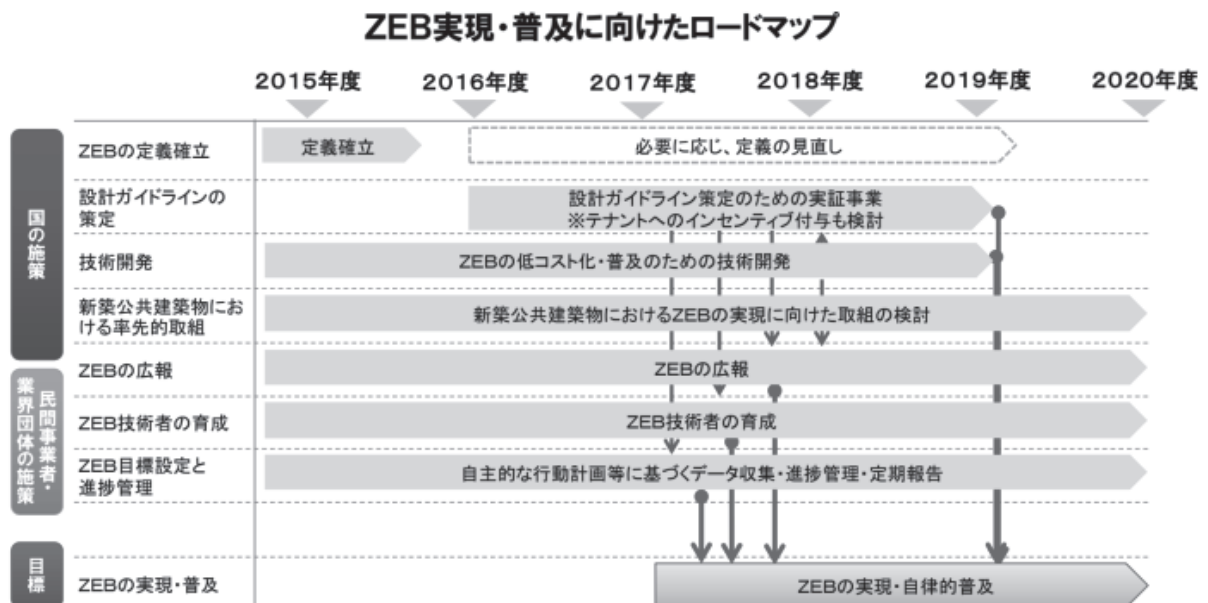 ZEB実現・普及に向けたロードマップ
2015年度 2016年度 2017年度 2018年度 2019年度 2020年度
国の施策
ZEBの定義確立
定義確立
必要に応じ、定義の見直し
設計ガイドラインの
策定
設計ガイドライン策定のための実証事業
※テナントへのインセンティブ付与も検討
技術開発
ZEBの低コスト化・普及のための技術開発
新築公共建築物にお
ける率先的取組
新築公共建築物におけるZEBの実現に向けた取組の検討
ZEBの広報
ZEBの広報
民間事業者・
業界団体の施策
ZEB技術者の育成
ZEB技術者の育成
ZEB目標設定と
進捗管理
自主的な行動計画等に基づくデータ収集・進捗管理・定期報告
目標
ZEBの実現・普及
ZEBの実現・自律的普及